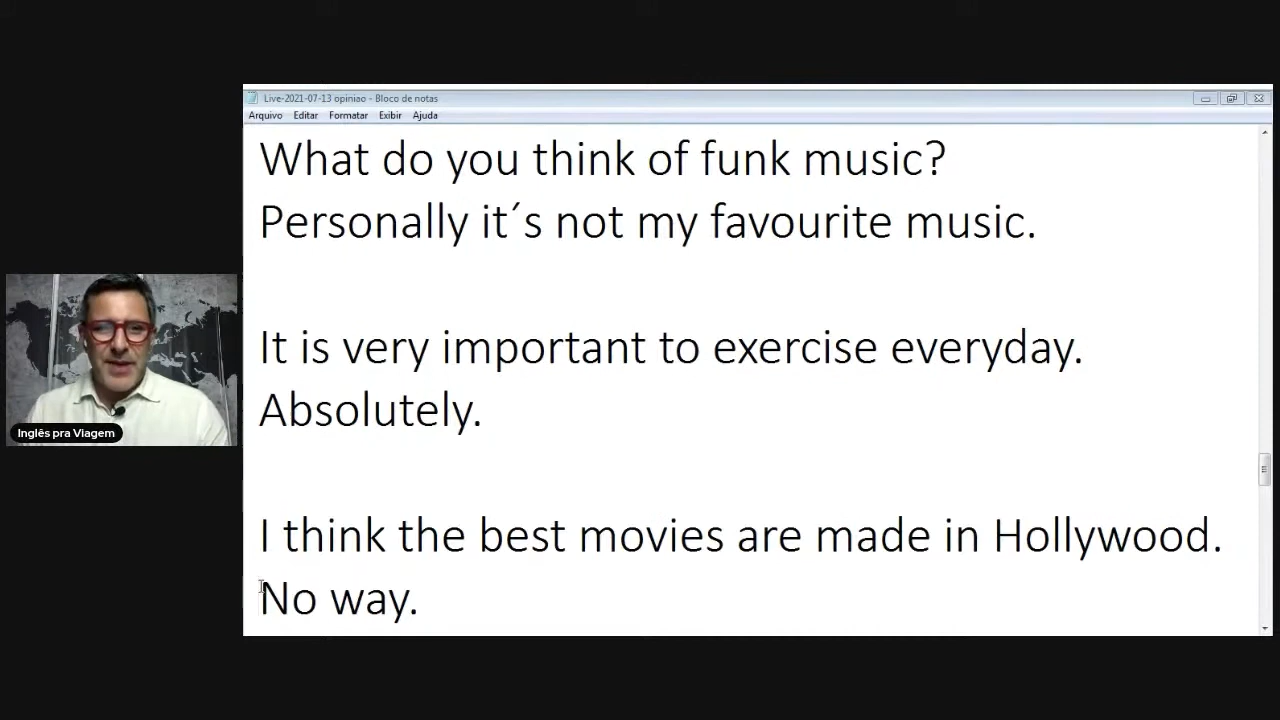 Live-2021-07-13 opiniao - Bloco de notas
Arquivo Editar Formatar Exibir Ajuda
What do you think of funk music?
Personally it´s not my favourite music.
It is very important to exercise everyday.
Absolutely.
I think the best movies are made in Hollywood.
No way.
Inglês pra Viagem